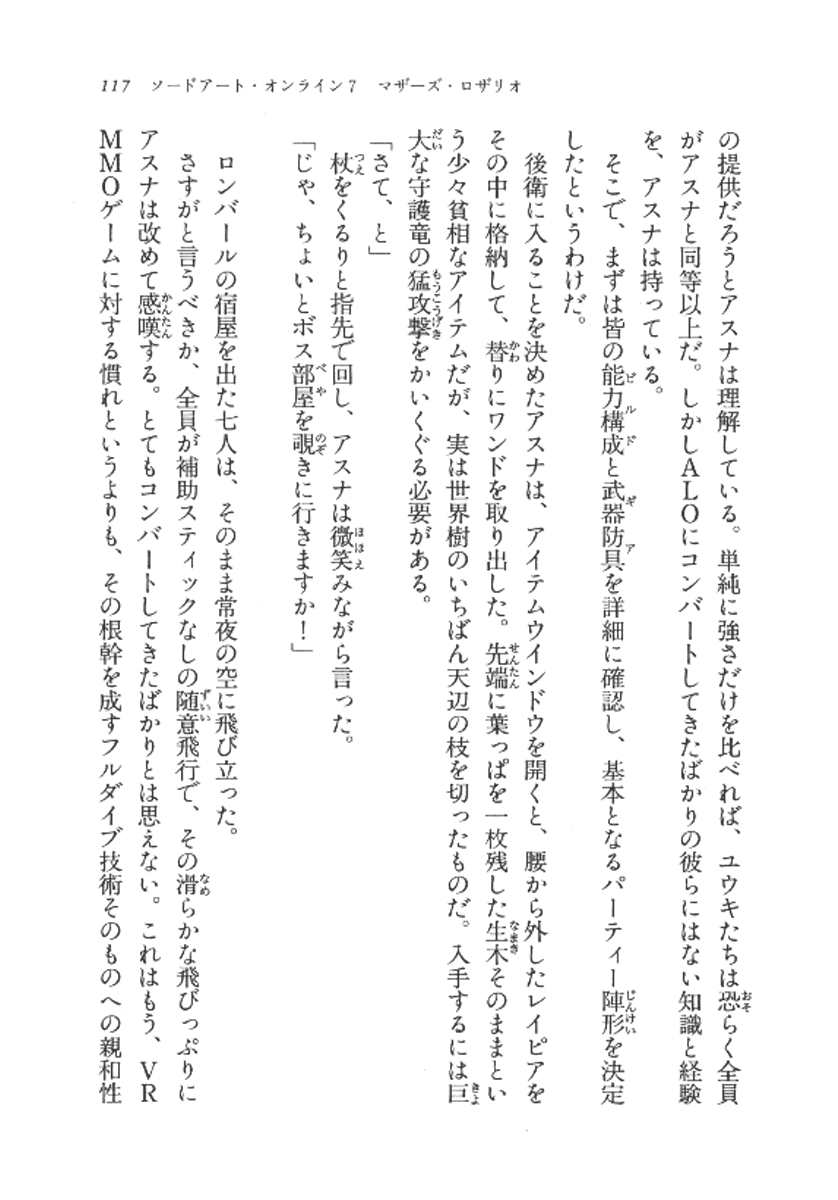 117　ソードアート・オンライン7　マザーズ・ロザリオ
の提供だろうとアスナは理解している。単純に強さだけを比べれば、ユウキたちは恐らく全員
がアスナと同等以上だ。しかしALOにコンバートしてきたばかりの彼らにはない知識と経験
を、アスナは持っている。
そこで、まずは皆の能力構成と武器防具を詳細に確認し、基本となるパーティー陣形を決定
したというわけだ。
後衛に入ることを決めたアスナは、アイテムウインドウを開くと、腰から外したレイピアを
その中に格納して、替りにワンドを取り出した。先端に葉っぱを一枚残した生木そのままとい
う少々貧相なアイテムだが、実は世界樹のいちばん天辺の枝を切ったものだ。入手するには巨
大な守護竜の猛攻撃をかいくぐる必要がある。
「さて、と」
杖をくるりと指先で回し、アスナは微笑みながら言った。
「じゃ、ちょいとボス部屋を覗きに行きますか！」
ロンバールの宿屋を出た七人は、そのまま常夜の空に飛び立った。
さすがと言うべきか、全員が補助スティックなしの随意飛行で、その滑らかな飛びっぷりに
アスナは改めて感嘆する。とてもコンバートしてきたばかりとは思えない。これはもう、VR
MMOゲームに対する慣れというよりも、その根幹を成すフルダイブ技術そのものへの親和性